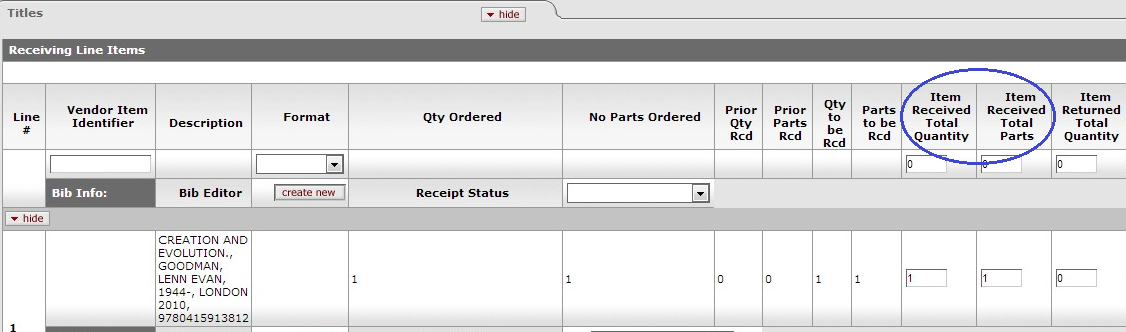 Titles
hide
Receiving Line Items
Line #
Vendor Item Identifier
Description
Format
Qty Ordered
No Parts Ordered
Prior Qty Rcd
Prior Parts Rcd
Qty to be Rcd
Parts to be Rcd
Item Received Total Quantity
Item Received Total Parts
Item Returned Total Quantity
0
0
0
Bib Info:
Bib Editor
create new
Receipt Status
hide
1
CREATION AND
EVOLUTION.,
GOODMAN,
LENN EVAN,
1944-, LONDON
2010,
9780415913812
1
1
0
0
1
1
1
1
0